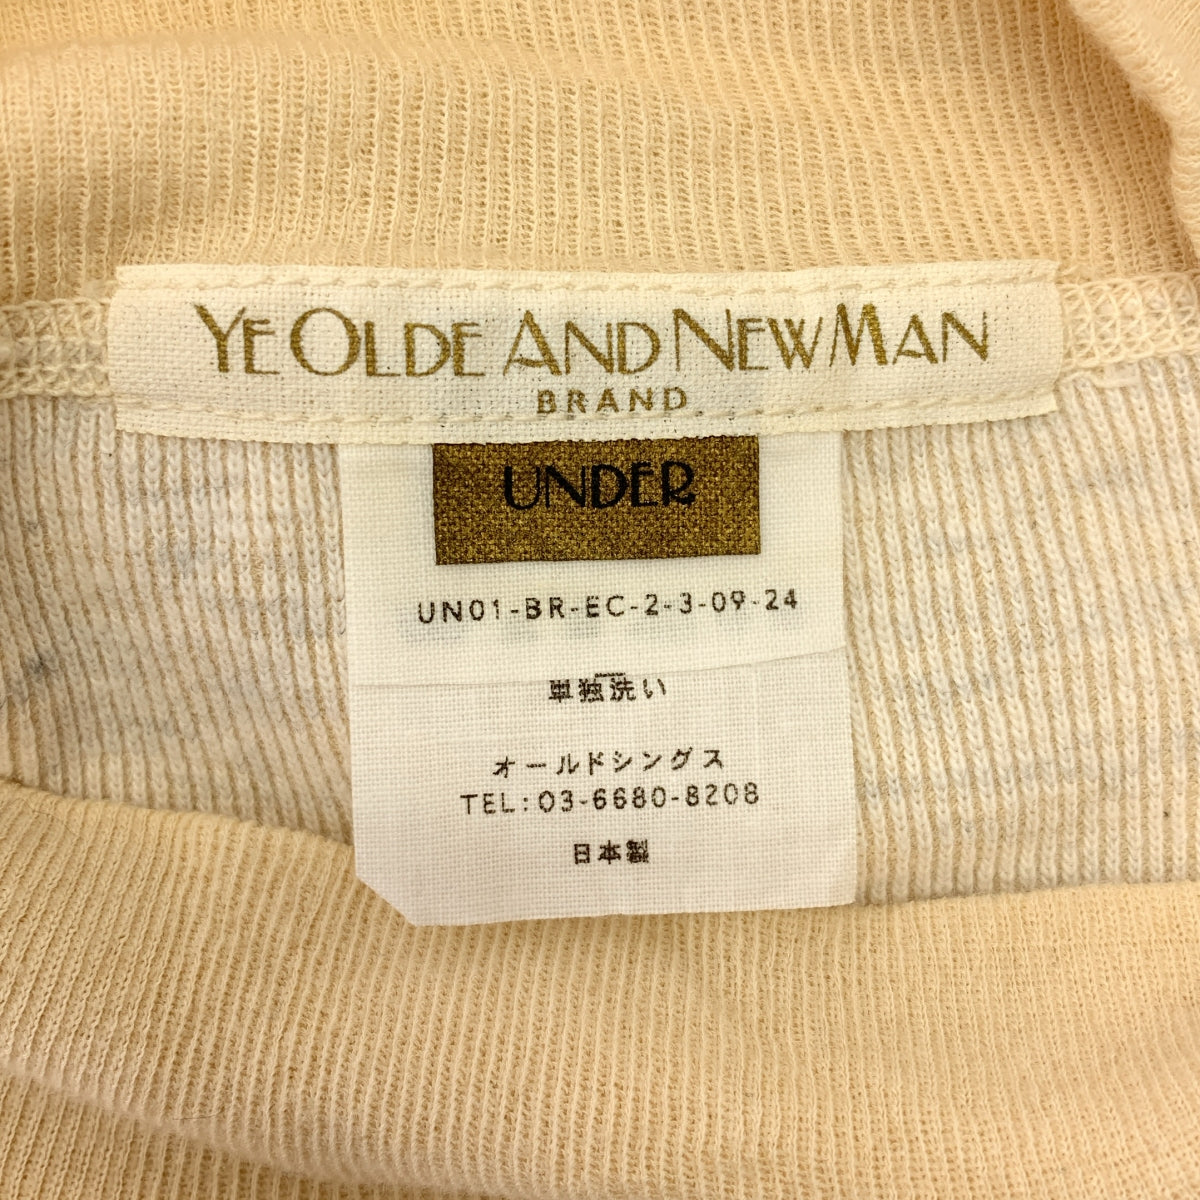 YE OLDE AND NEWMAN
BRAND
UNDER
UN01-BR-EC-2-3-09-24
単独洗い
オールドシングス
TEL:03-6680-8208
日本製